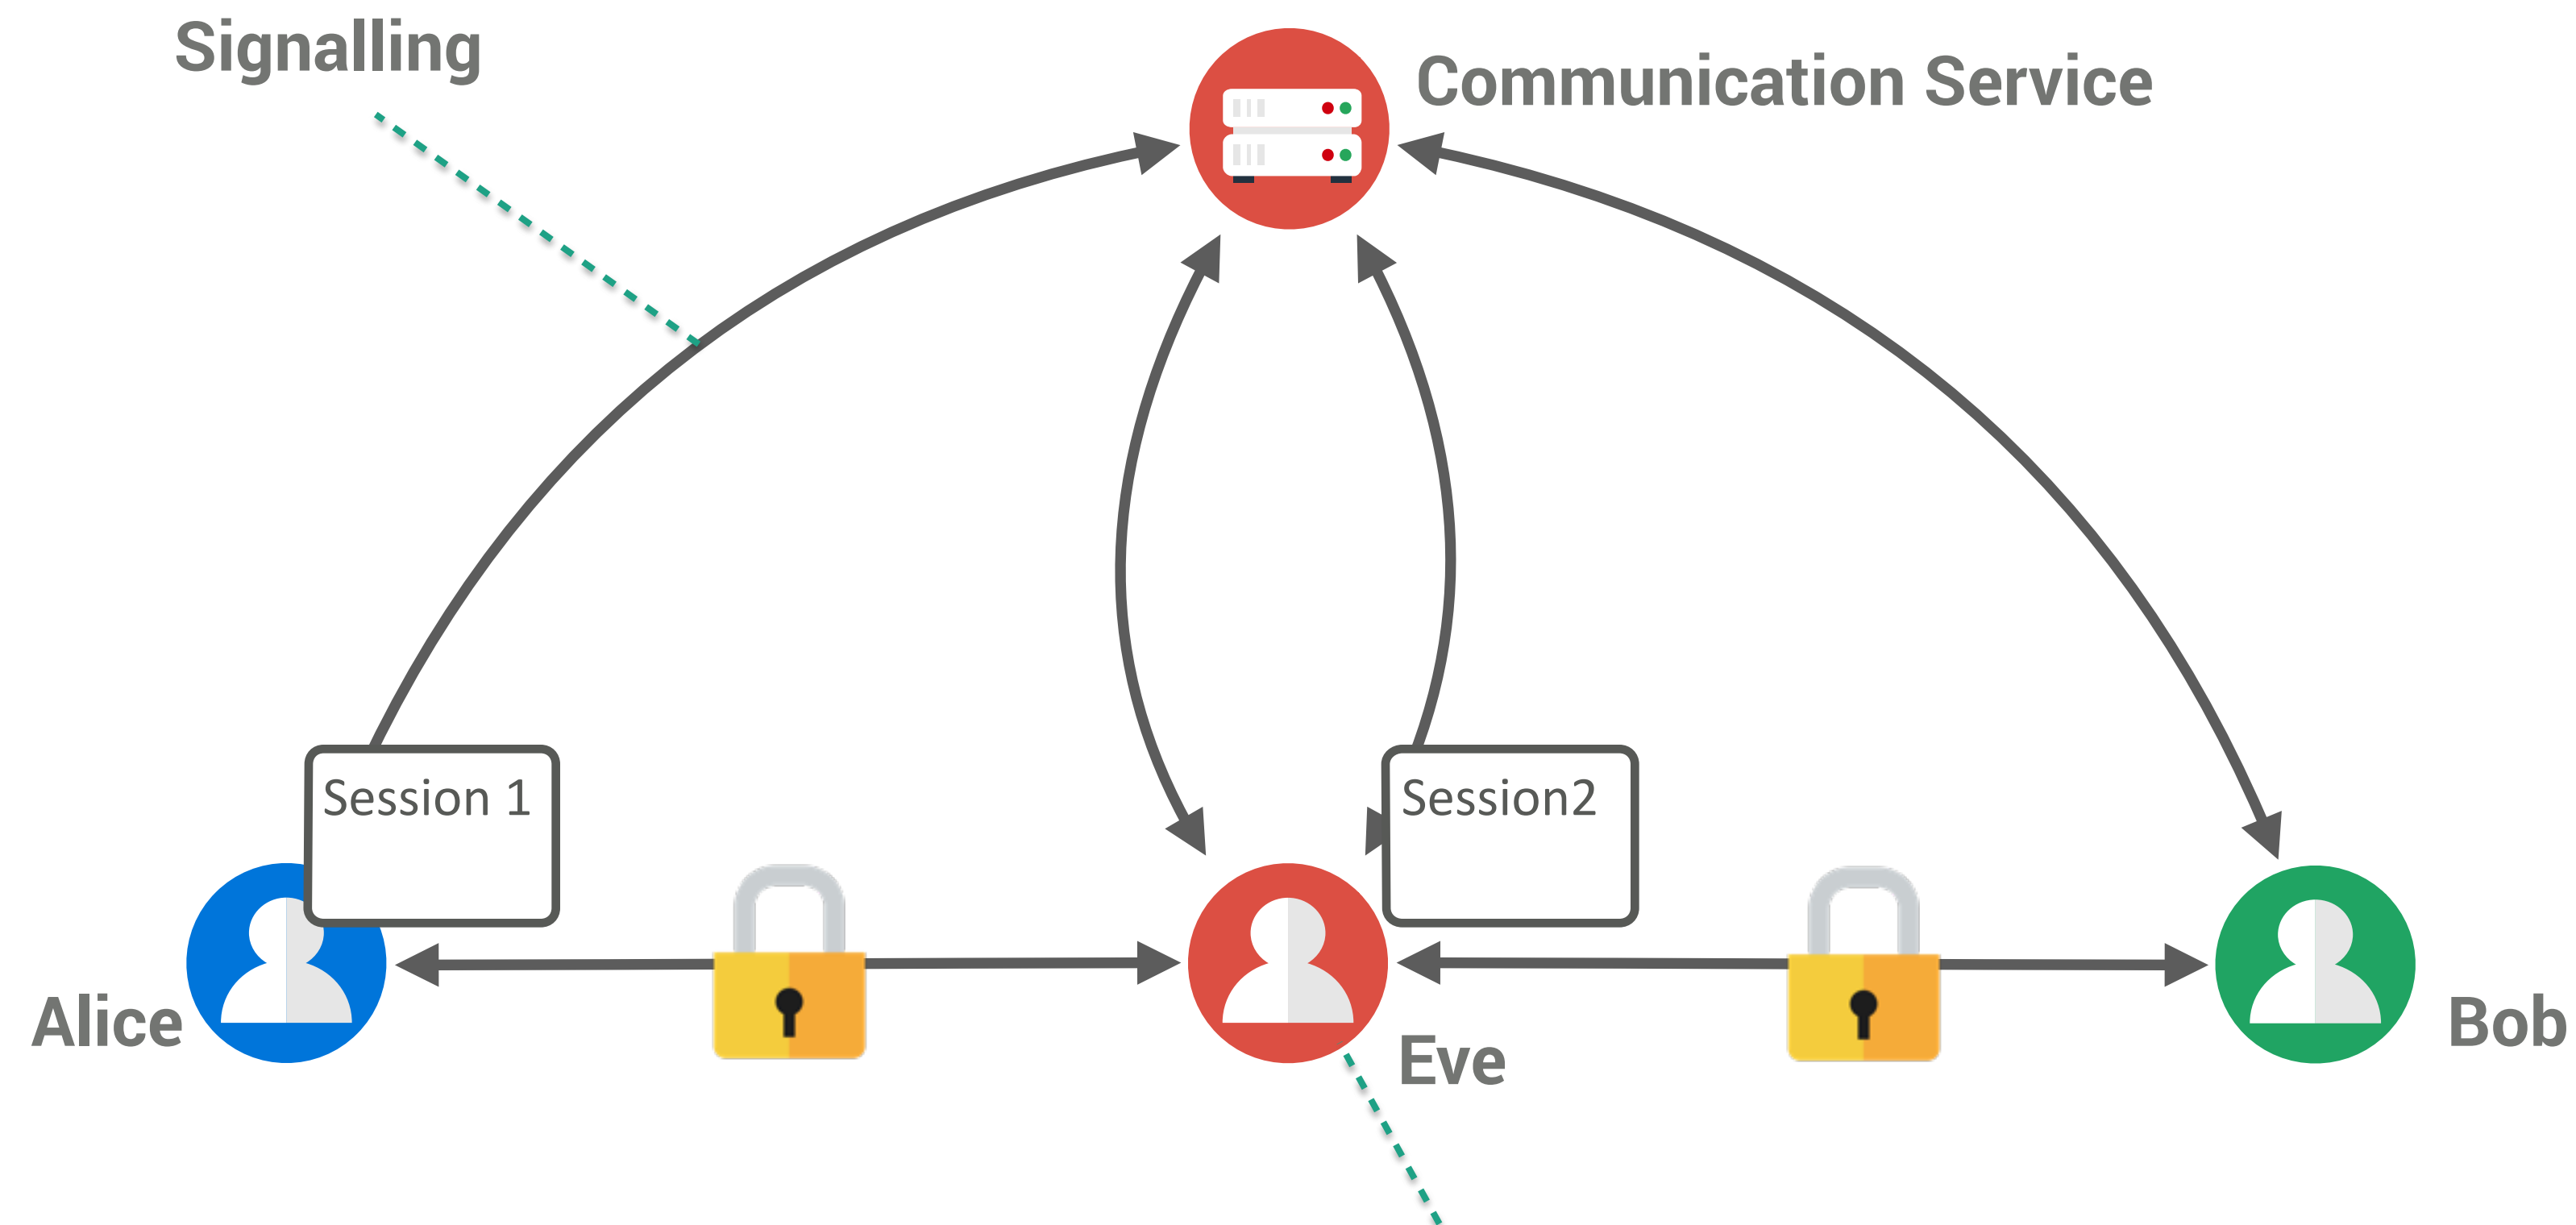 Signalling
Communication Service
Session 1
Session2
Alice
Eve
Bob